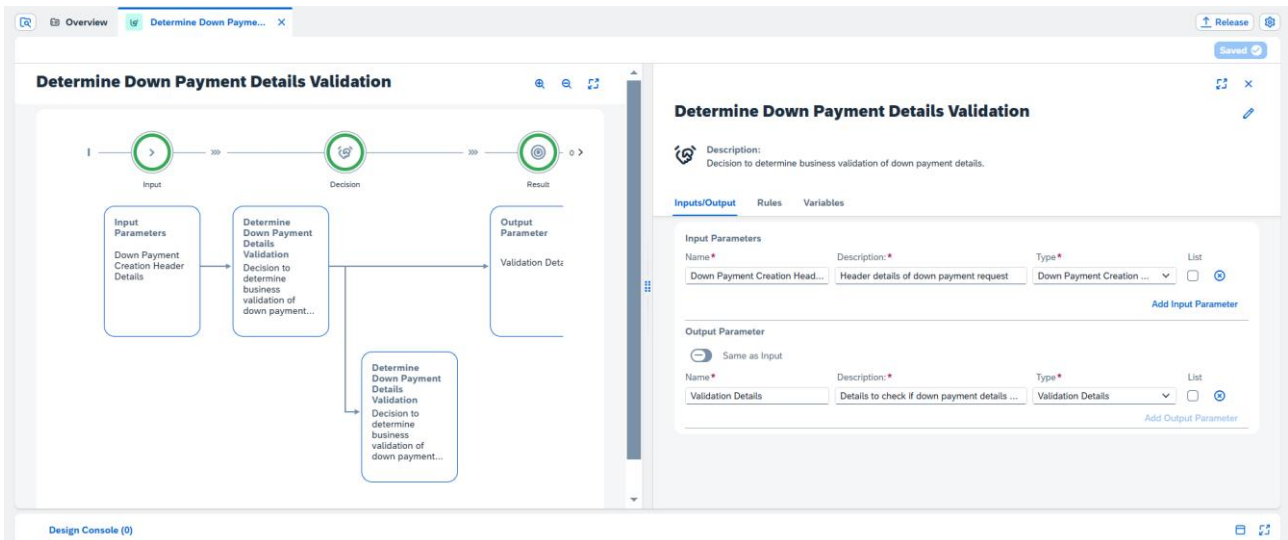 Overview
Determine Down Payme...
Release
Saved
Determine Down Payment Details Validation
Input
Decision
Result
Input
Parameters
Down Payment
Creation Header
Details
Determine
Down Payment
Details
Validation
Decision to
determine
business
validation of
down payment...
Output
Parameter
Validation Deta
Determine
Down Payment
Details
Validation
Decision to
determine
business
validation of
down payment...
Determine Down Payment Details Validation
Description:
Decision to determine business validation of down payment details.
Inputs/Output Rules Variables
Input Parameters
Name* Description:* Type* List
Down Payment Creation Head... Header details of down payment request Down Payment Creation ...
Add Input Parameter
Output Parameter
Same as Input
Name* Description:* Type* List
Validation Details Details to check if down payment details ... Validation Details
Add Output Parameter
Design Console (0)